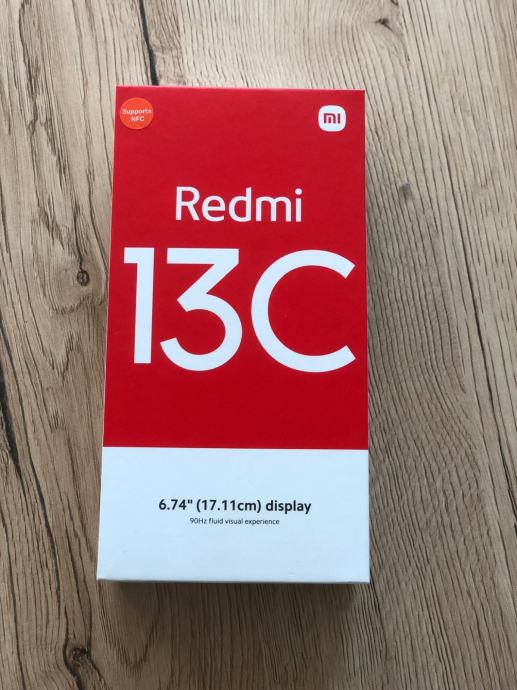 Supports
NFC
mi
Redmi
13C
6.74" (17.11cm) display
90Hz fluid visual experience